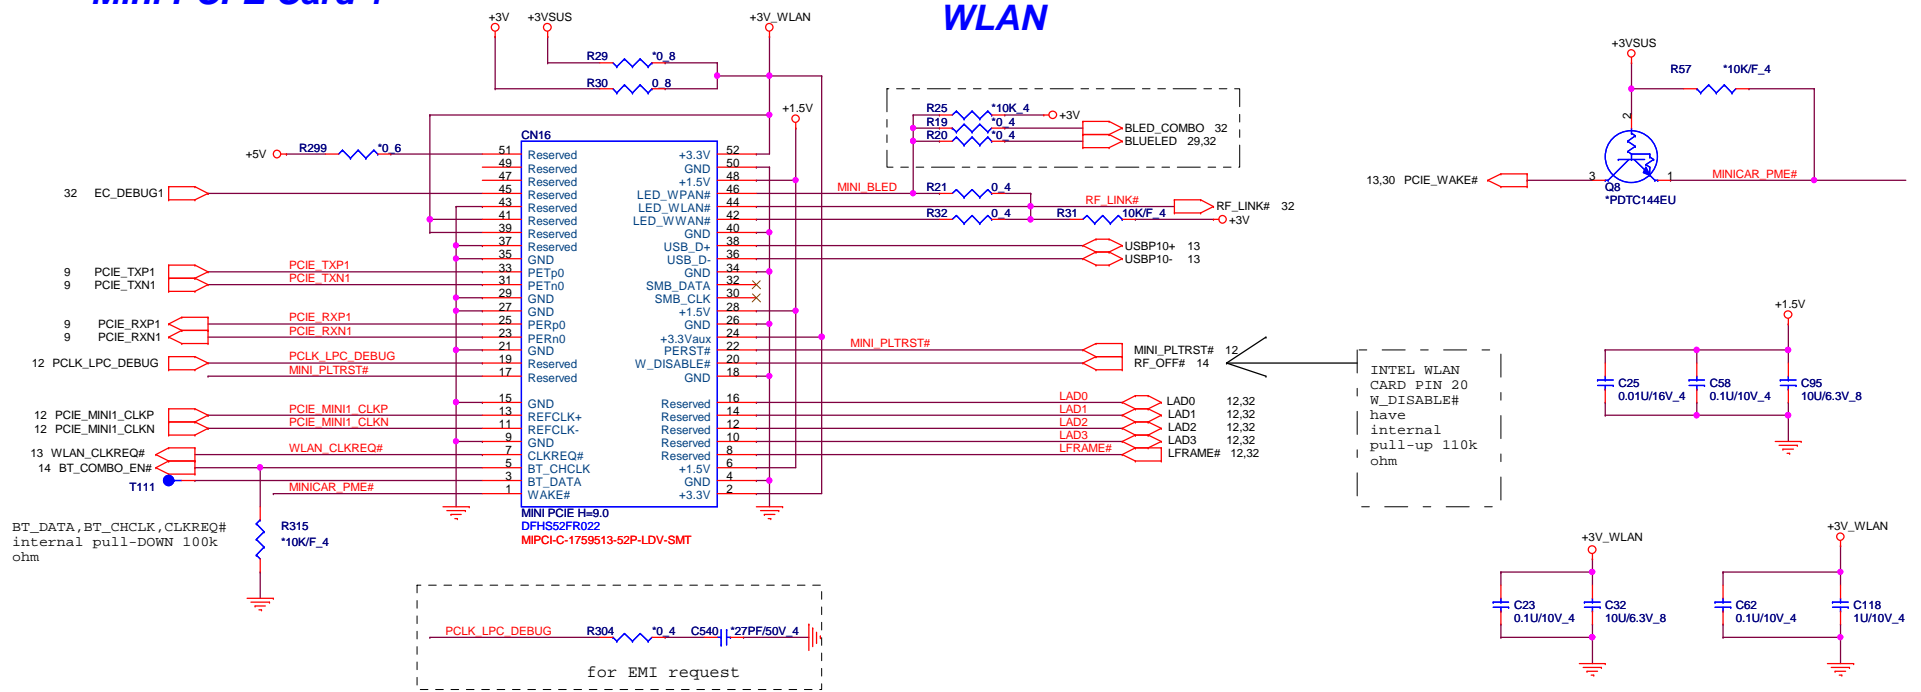 WLAN
+3V
+3VSUS
+3V_WLAN
R29 *0_8
R30 0_8
+1.5V
+3VSUS
R57 *10K/F_4
R25 *10K_4
+3V
R19 *0_4
BLED_COMBO 32
R20 *0_4
BLUELED 29,32
CN16
+5V
R299 *0_6
51 Reserved +3.3V 52
49 Reserved GND 50
47 Reserved +1.5V 48
32 EC_DEBUG1
45 Reserved LED_WPAN# 46
MINI_BLED
R21 0_4
43 Reserved LED_WLAN# 44
RF_LINK#
RF_LINK# 32
41 Reserved LED_WWAN# 42
R32 0_4
R31 10K/F_4
+3V
39 Reserved GND 40
37 Reserved USB_D+ 38
USBP10+ 13
35 GND USB_D- 36
USBP10- 13
9 PCIE_TXP1
PCIE_TXP1
33 PETp0 GND 34
9 PCIE_TXN1
PCIE_TXN1
31 PETn0 SMB_DATA 32
29 GND SMB_CLK 30
27 GND +1.5V 28
9 PCIE_RXP1
PCIE_RXP1
25 PERp0 GND 26
9 PCIE_RXN1
PCIE_RXN1
23 PERn0 +3.3Vaux 24
21 GND PERST# 22
MINI_PLTRST#
MINI_PLTRST# 12
12 PCLK_LPC_DEBUG
PCLK_LPC_DEBUG
19 Reserved W_DISABLE# 20
RF_OFF# 14
MINI_PLTRST#
17 Reserved GND 18
15 GND Reserved 16
LAD0
LAD0 12,32
12 PCIE_MINI1_CLKP
PCIE_MINI1_CLKP
13 REFCLK+ Reserved 14
LAD1
LAD1 12,32
12 PCIE_MINI1_CLKN
PCIE_MINI1_CLKN
11 REFCLK- Reserved 12
LAD2
LAD2 12,32
9 GND Reserved 10
LAD3
LAD3 12,32
13 WLAN_CLKREQ#
WLAN_CLKREQ#
7 CLKREQ# Reserved 8
LFRAME#
LFRAME# 12,32
14 BT_COMBO_EN#
5 BT_CHCLK +1.5V 6
T111
3 BT_DATA GND 4
MINICAR_PME#
1 WAKE# +3.3V 2
MINI PCIE H=9.0
DFHS52FR022
MIPCI-C-1759513-52P-LDV-SMT
BT_DATA,BT_CHCLK,CLKREQ#
internal pull-DOWN 100k
ohm
R315
*10K/F_4
PCLK_LPC_DEBUG
R304 *0_4
C540 *27PF/50V_4
for EMI request
2
13,30 PCIE_WAKE#
3
1
MINICAR_PME#
Q8
*PDTC144EU
INTEL WLAN
CARD PIN 20
W_DISABLE#
have
internal
pull-up 110k
ohm
+1.5V
C25
0.01U/16V_4
C58
0.1U/10V_4
C95
10U/6.3V_8
+3V_WLAN
C23
0.1U/10V_4
C32
10U/6.3V_8
+3V_WLAN
C62
0.1U/10V_4
C118
1U/10V_4